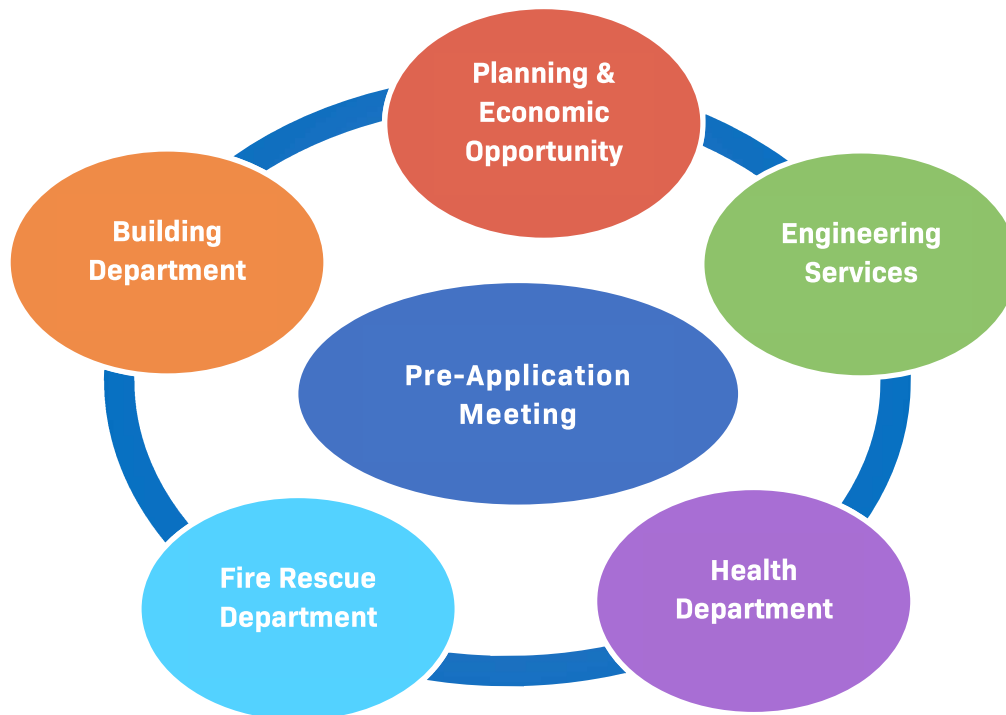 Planning &
Economic
Opportunity
Building
Department
Engineering
Services
Pre-Application
Meeting
Fire Rescue
Department
Health
Department